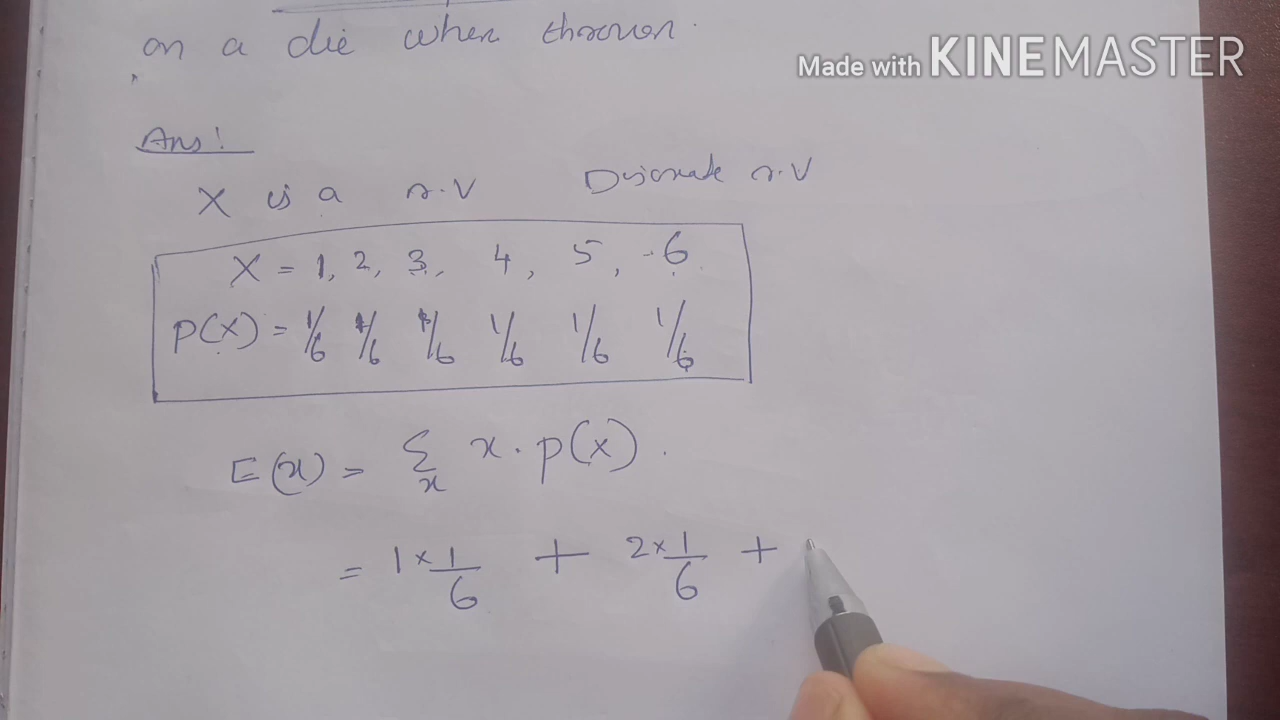 on a die when thrown.
Made with KINEMASTER
Ans!
X is a r.v Discrete r.v
X = 1, 2, 3, 4, 5, 6
P(X) = 1/6 1/6 1/6 1/6 1/6 1/6
E(x) = Σ x . p(x) .
x
= 1 × 1/6 + 2 × 1/6 +